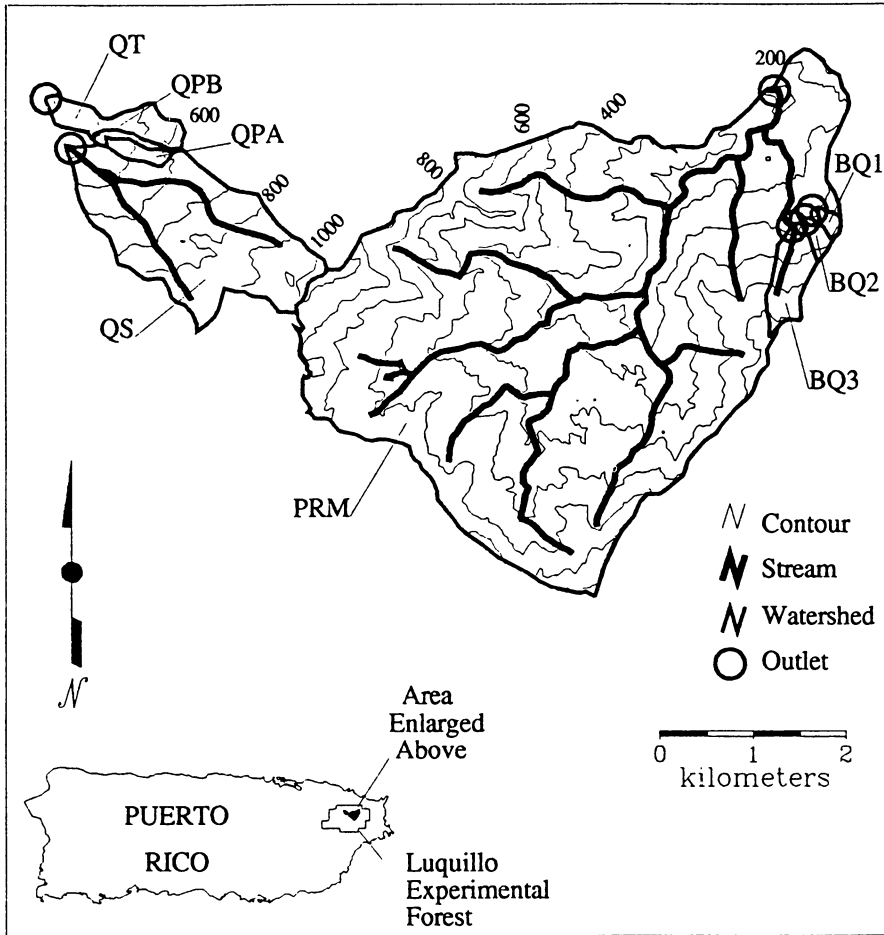 QT
QPB
600
QPA
800
1000
QS
800
600
400
200
BQ1
BQ2
BQ3
PRM
N
Contour
Stream
Watershed
Outlet
0 1 2
kilometers
Area
Enlarged
Above
PUERTO
RICO
Luquillo
Experimental
Forest